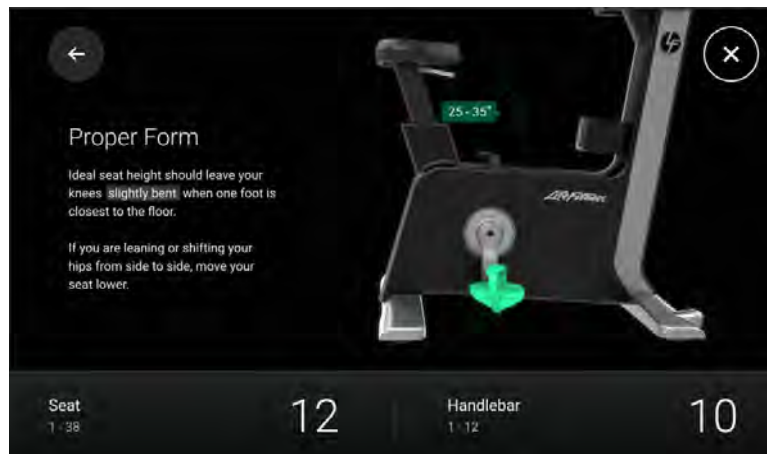 Proper Form
25 - 35°
Ideal seat height should leave your
knees slightly bent when one foot is
closest to the floor.
If you are leaning or shifting your
hips from side to side, move your
seat lower.
LifeFitness
Seat
1 - 38
12
Handlebar
1 - 12
10